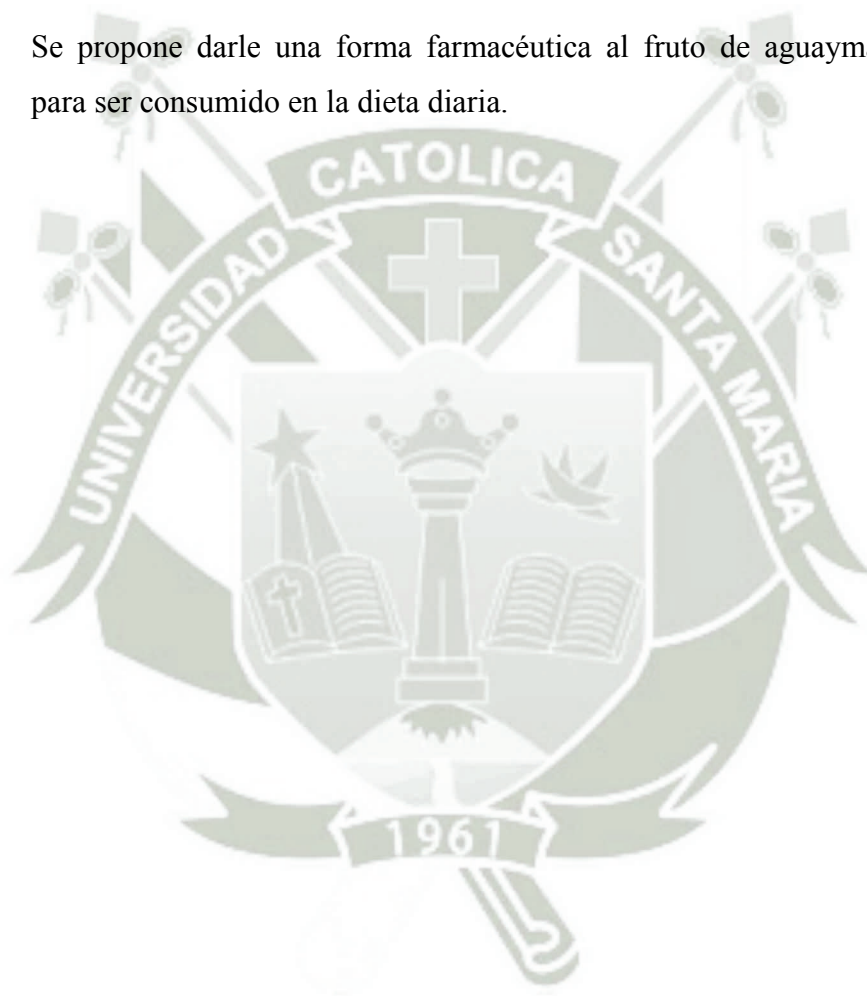 Se propone darle una forma farmacéutica al fruto de aguaym
para ser consumido en la dieta diaria.
UNIVERSIDAD CATOLICA SANTA MARIA
1961